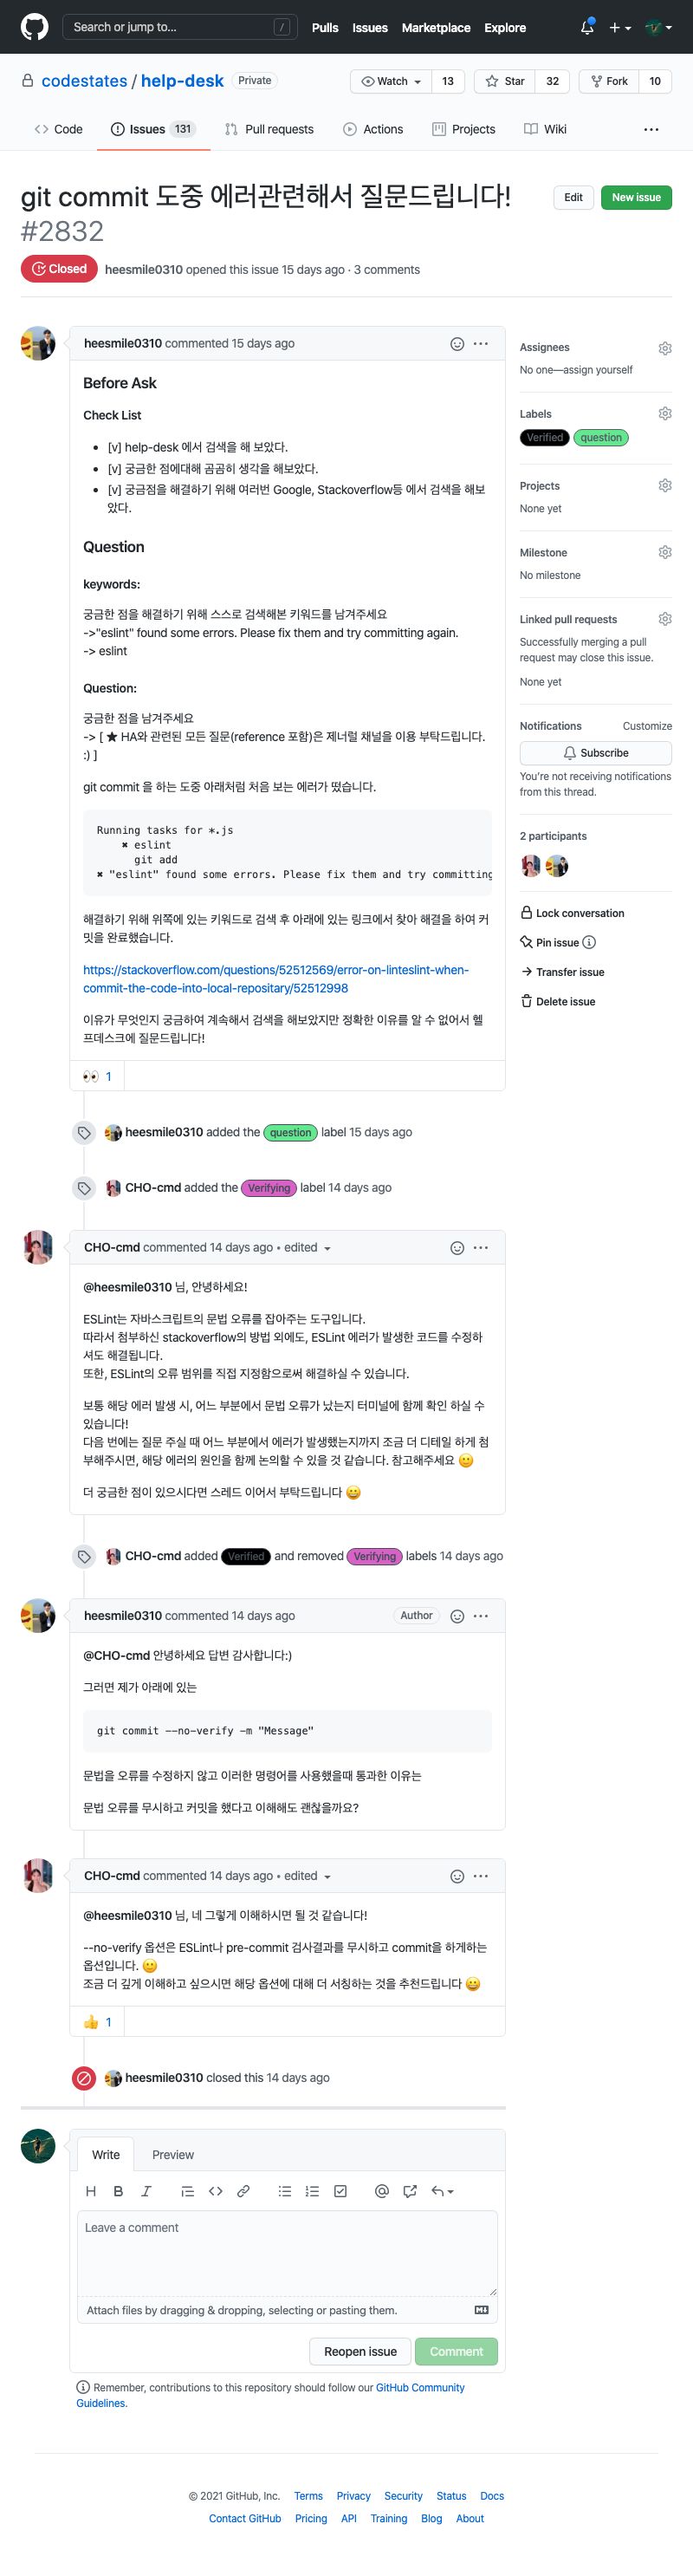 Search or jump to... /
Pulls Issues Marketplace Explore
codestates / help-desk Private
Watch 13 Star 32 Fork 10
Code Issues 131 Pull requests Actions Projects Wiki ...
git commit 도중 에러관련해서 질문드립니다!
#2832
Edit New issue
Closed heesmile0310 opened this issue 15 days ago · 3 comments
heesmile0310 commented 15 days ago
Before Ask
Check List
• [v] help-desk 에서 검색을 해 보았다.
• [v] 궁금한 점에대해 곰곰히 생각을 해보았다.
• [v] 궁금점을 해결하기 위해 여러번 Google, Stackoverflow등 에서 검색을 해보
았다.
Question
keywords:
궁금한 점을 해결하기 위해 스스로 검색해본 키워드를 남겨주세요
->"eslint" found some errors. Please fix them and try committing again.
-> eslint
Question:
궁금한 점을 남겨주세요
-> [ ★ HA와 관련된 모든 질문(reference 포함)은 제너럴 채널을 이용 부탁드립니다.
:) ]
git commit 을 하는 도중 아래처럼 처음 보는 에러가 떴습니다.
Running tasks for *.js
✖ eslint
git add
✖ "eslint" found some errors. Please fix them and try committing
해결하기 위해 위쪽에 있는 키워드로 검색 후 아래에 있는 링크에서 찾아 해결을 하여 커
밋을 완료했습니다.
https://stackoverflow.com/questions/52512569/error-on-linteslint-when-
commit-the-code-into-local-repositary/52512998
이유가 무엇인지 궁금하여 계속해서 검색을 해보았지만 정확한 이유를 알 수 없어서 헬
프데스크에 질문드립니다!
👀 1
heesmile0310 added the question label 15 days ago
CHO-cmd added the Verifying label 14 days ago
CHO-cmd commented 14 days ago • edited
@heesmile0310 님, 안녕하세요!
ESLint는 자바스크립트의 문법 오류를 잡아주는 도구입니다.
따라서 첨부하신 stackoverflow의 방법 외에도, ESLint 에러가 발생한 코드를 수정하
셔도 해결됩니다.
또한, ESLint의 오류 범위를 직접 지정함으로써 해결하실 수 있습니다.
보통 해당 에러 발생 시, 어느 부분에서 문법 오류가 났는지 터미널에 함께 확인 하실 수
있습니다!
다음 번에는 질문 주실 때 어느 부분에서 에러가 발생했는지까지 조금 더 디테일 하게 첨
부해주시면, 해당 에러의 원인을 함께 논의할 수 있을 것 같습니다. 참고해주세요 🙂
더 궁금한 점이 있으시다면 스레드 이어서 부탁드립니다 😀
CHO-cmd added Verified and removed Verifying labels 14 days ago
heesmile0310 commented 14 days ago Author
@CHO-cmd 안녕하세요 답변 감사합니다:)
그러면 제가 아래에 있는
git commit --no-verify -m "Message"
문법을 오류를 수정하지 않고 이러한 명령어를 사용했을때 통과한 이유는
문법 오류를 무시하고 커밋을 했다고 이해해도 괜찮을까요?
CHO-cmd commented 14 days ago • edited
@heesmile0310 님, 네 그렇게 이해하시면 될 것 같습니다!
--no-verify 옵션은 ESLint나 pre-commit 검사결과를 무시하고 commit을 하게하는
옵션입니다. 🙂
조금 더 깊게 이해하고 싶으시면 해당 옵션에 대해 더 서칭하는 것을 추천드립니다 😀
👍 1
heesmile0310 closed this 14 days ago
Write Preview
Leave a comment
Attach files by dragging & dropping, selecting or pasting them.
Reopen issue Comment
Remember, contributions to this repository should follow our GitHub Community
Guidelines.
Assignees
No one—assign yourself
Labels
Verified question
Projects
None yet
Milestone
No milestone
Linked pull requests
Successfully merging a pull
request may close this issue.
None yet
Notifications Customize
Subscribe
You're not receiving notifications
from this thread.
2 participants
Lock conversation
Pin issue
Transfer issue
Delete issue
© 2021 GitHub, Inc. Terms Privacy Security Status Docs
Contact GitHub Pricing API Training Blog About